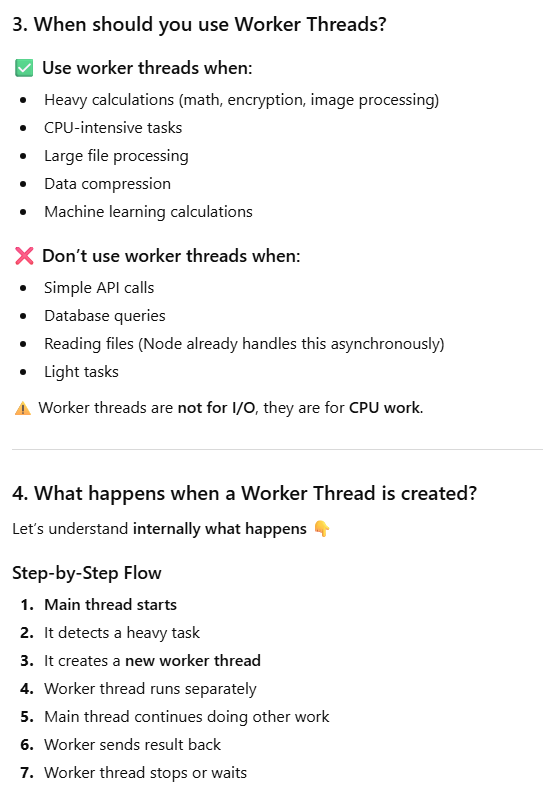 3. When should you use Worker Threads?
✅ Use worker threads when:
• Heavy calculations (math, encryption, image processing)
• CPU-intensive tasks
• Large file processing
• Data compression
• Machine learning calculations
❌ Don’t use worker threads when:
• Simple API calls
• Database queries
• Reading files (Node already handles this asynchronously)
• Light tasks
⚠️ Worker threads are not for I/O, they are for CPU work.
4. What happens when a Worker Thread is created?
Let’s understand internally what happens 👇
Step-by-Step Flow
1. Main thread starts
2. It detects a heavy task
3. It creates a new worker thread
4. Worker thread runs separately
5. Main thread continues doing other work
6. Worker sends result back
7. Worker thread stops or waits